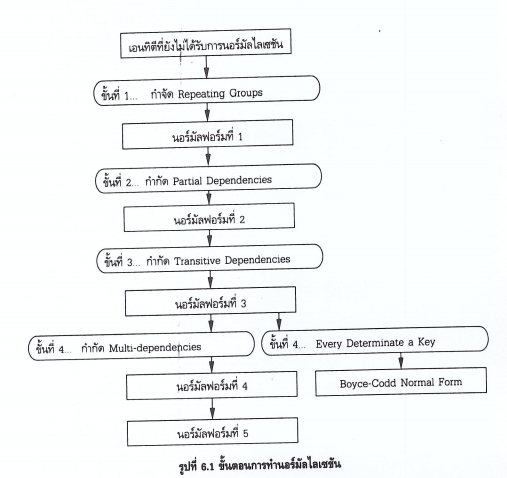 เอนทิตีที่ยังไม่ได้รับการนอร์มัลไลเซชัน
ขั้นที่ 1... กำจัด Repeating Groups
นอร์มัลฟอร์มที่ 1
ขั้นที่ 2... กำกัด Partial Dependencies
นอร์มัลฟอร์มที่ 2
ขั้นที่ 3... กำกัด Transitive Dependencies
นอร์มัลฟอร์มที่ 3
ขั้นที่ 4... กำกัด Multi-dependencies
ขั้นที่ 4... Every Determinate a Key
นอร์มัลฟอร์มที่ 4
Boyce-Codd Normal Form
นอร์มัลฟอร์มที่ 5
รูปที่ 6.1 ขั้นตอนการทำนอร์มัลไลเซชัน